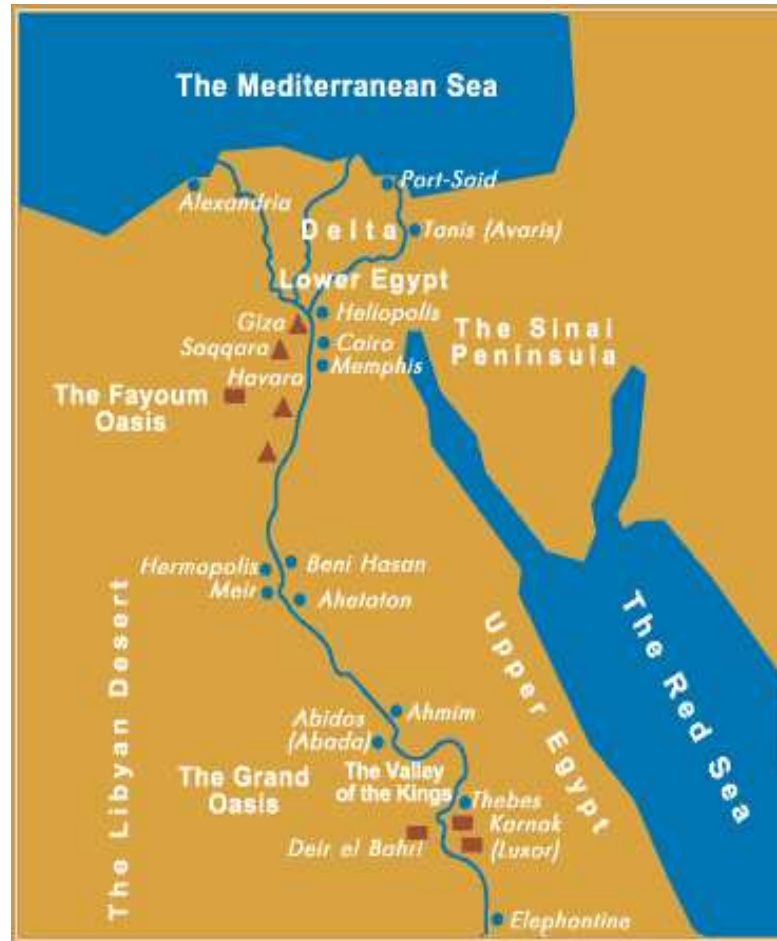 The Mediterranean Sea
Port-Said
Alexandria
Delta
Tanis (Avaris)
Lower Egypt
Heliopolis
Giza
The Sinai
Peninsula
Cairo
Saqqara
Memphis
Havara
The Fayoum
Oasis
Hermopolis
Beni Hasan
Meir
Ahetaton
The Libyan Desert
Upper Egypt
The Red Sea
Ahmim
Abidos
(Abada)
The Grand
Oasis
The Valley
of the Kings
Thebes
Karnak
(Luxor)
Deir el Bahri
Elephantine